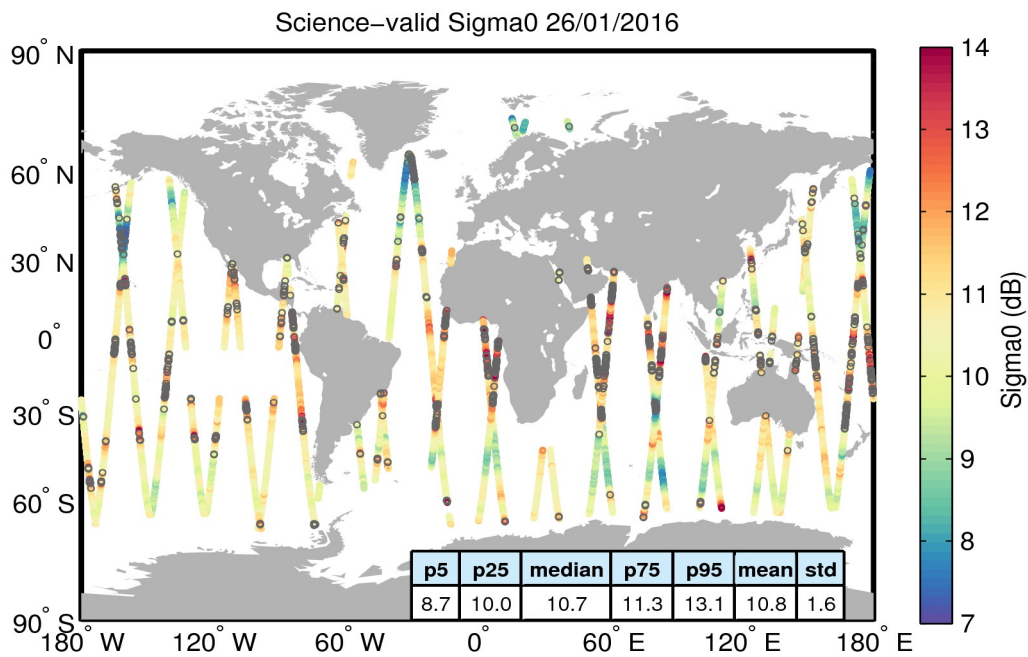 Science−valid Sigma0 26/01/2016
90° N
60° N
30° N
0°
30° S
60° S
90° S
180° W
120° W
60° W
0°
60° E
120° E
180° E
p5 p25 median p75 p95 mean std
8.7 10.0 10.7 11.3 13.1 10.8 1.6
14
13
12
11
10
9
8
7
Sigma0 (dB)